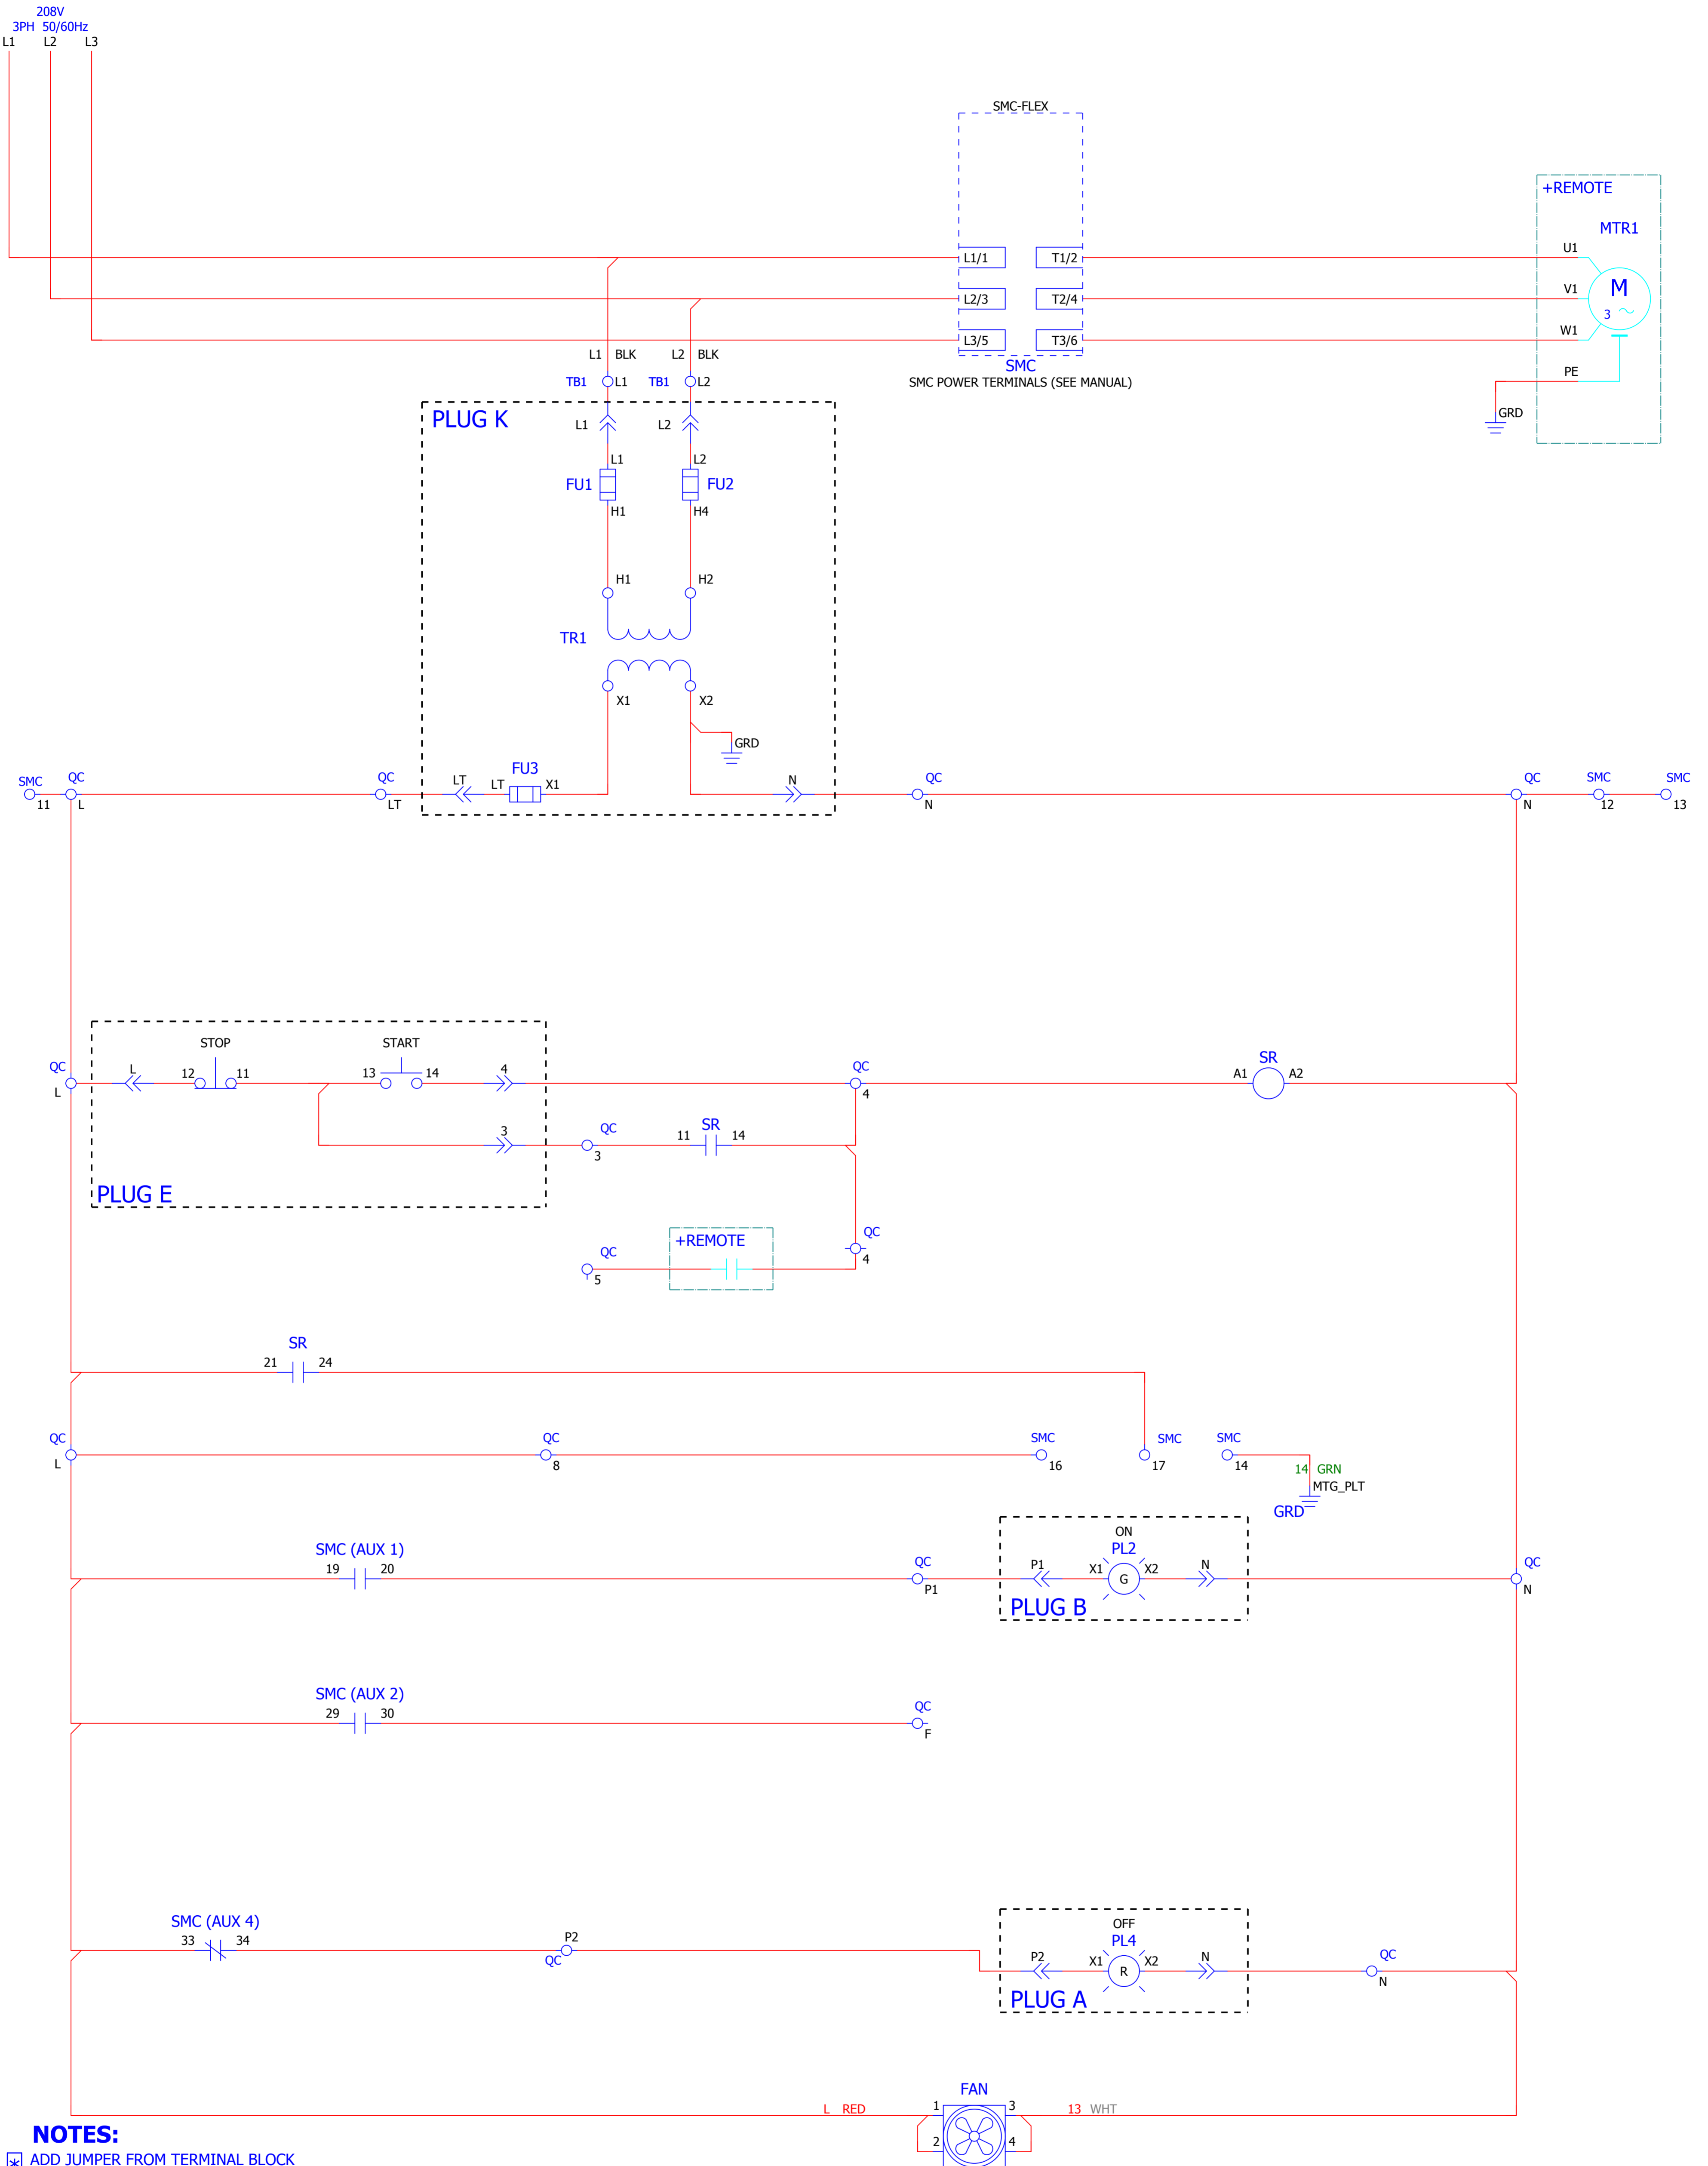 208V
3PH 50/60Hz
L1 L2 L3
SMC-FLEX
+REMOTE
MTR1
L1/1 T1/2 U1
L2/3 T2/4 V1 M
3
L3/5 T3/6 W1
L1 BLK L2 BLK
SMC
SMC POWER TERMINALS (SEE MANUAL)
TB1 L1 TB1 L2
PE
GRD
PLUG K
L1 L2
L1 L2
FU1 FU2
H1 H4
H1 H2
TR1
X1 X2
GRD
FU3
SMC QC QC LT LT X1 N QC QC SMC SMC
11 L LT N N 12 13
STOP START
QC L 12 11 13 14 4 QC SR
A1 A2
L 4
3 QC 11 SR 14
3
PLUG E
+REMOTE
QC QC
5 4
SR
21 24
QC QC SMC SMC SMC
L 8 16 17 14
14 GRN
MTG_PLT
GRD
ON
SMC (AUX 1) PL2
19 20 QC P1 X1 G X2 N QC
P1 N
PLUG B
SMC (AUX 2)
29 30 QC
F
OFF
SMC (AUX 4) PL4
33 34 P2
QC
P2 X1 R X2 N QC
N
PLUG A
FAN
L RED 1 3 13 WHT
2 4
NOTES:
* ADD JUMPER FROM TERMINAL BLOCK